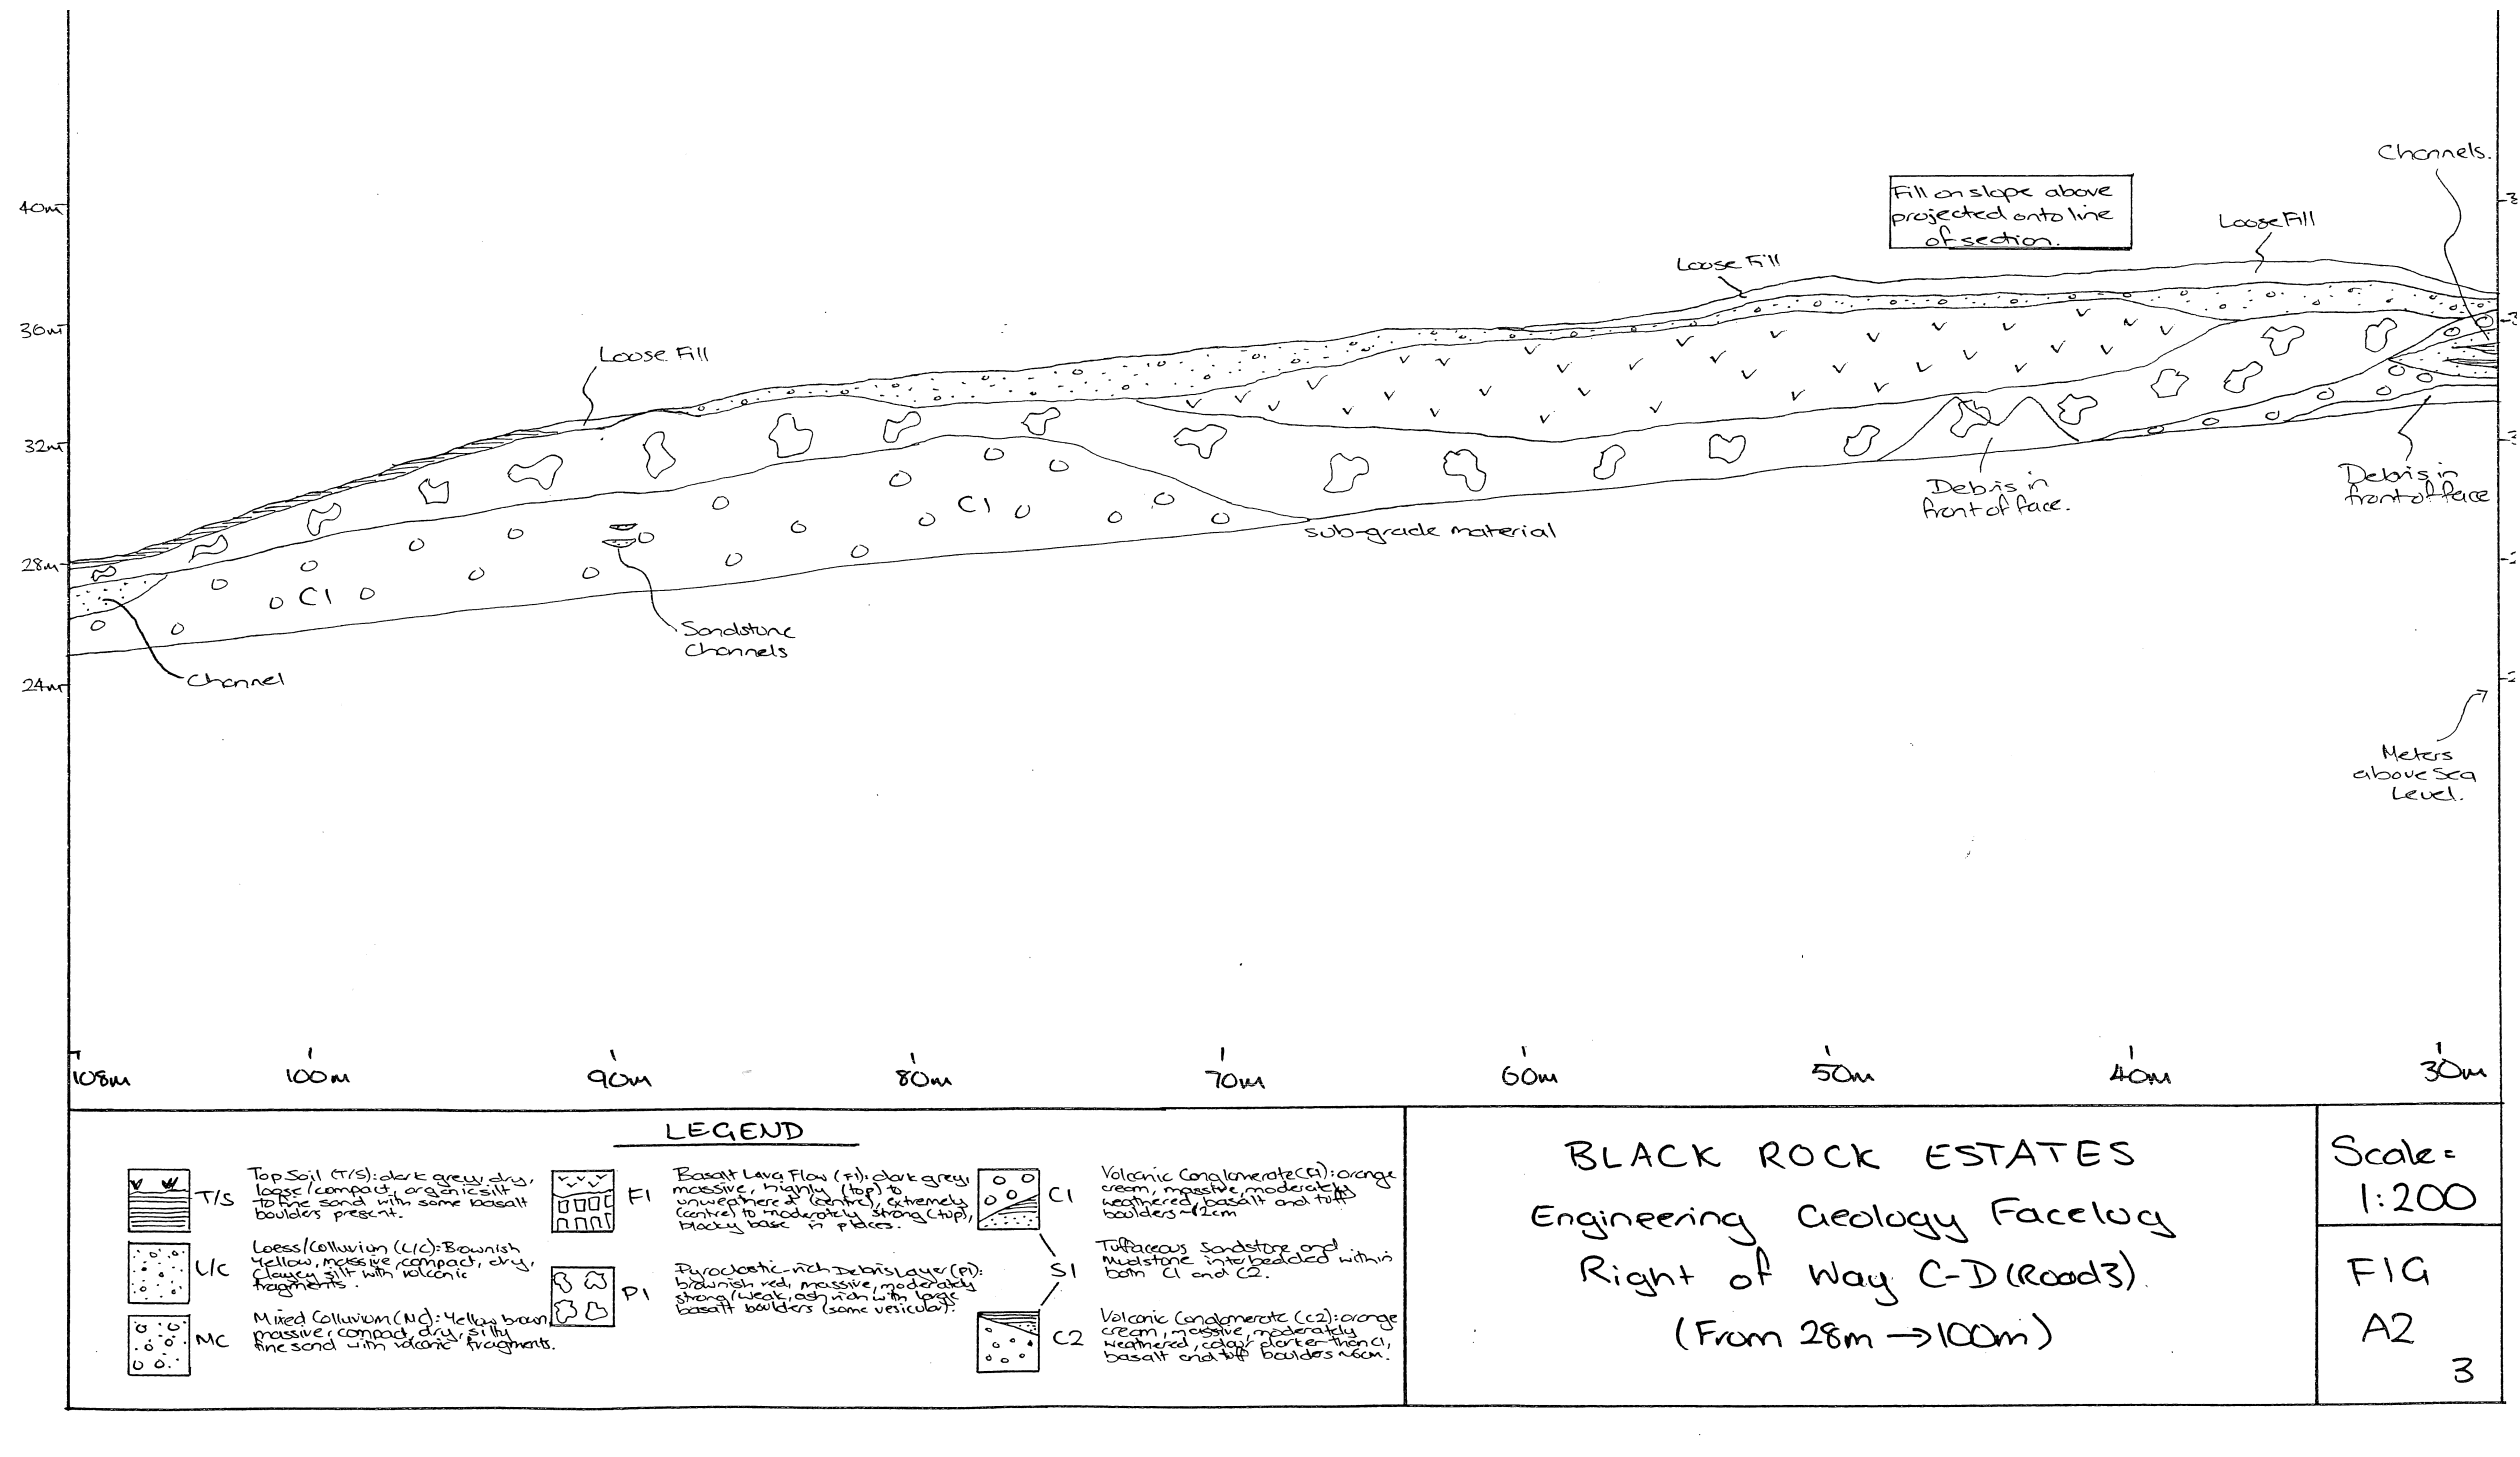 Channels.
40m
Fill on slope above
projected onto line
of section.
Loose Fill
Loose Fill
36m
Loose Fill
32m
Debris in
front of face.
Debris in
front of face
sub-grade material
28m
C1
C1
Sandstone
Channels
Channel
24m
Meters
above Sea
Level.
108m 100m 90m 80m 70m 60m 50m 40m 30m
LEGEND
T/S
Top Soil (T/S): dark grey, dry,
loose/compact, organic silt
to fine sand with some basalt
boulders present.
L/C
Loess/Colluvium (L/C): Brownish
Yellow, massive, compact, dry,
clayey silt with volcanic
fragments.
MC
Mixed Colluvium (MC): Yellow brown,
massive, compact, dry, silty
fine sand with volcanic fragments.
F1
Basalt Lava Flow (F1): dark grey,
massive, highly (top) to
unweathered (centre), extremely
(centre) to moderately strong (top),
blocky base in places.
P1
Pyroclastic-rich Debris Layer (P1):
brownish red, massive, moderately
strong/weak, ash rich with large
basalt boulders (some vesicular).
C1
Volcanic Conglomerate (C1): orange
cream, massive, moderately
weathered, basalt and tuff
boulders ~12cm
S1
Tuffaceous Sandstone and
Mudstone interbedded within
both C1 and C2.
C2
Volcanic Conglomerate (C2): orange
cream, massive, moderately
weathered, colour darker than C1,
basalt and tuff boulders ~6cm.
BLACK ROCK ESTATES
Engineering Geology Facelog
Right of Way C-D (Road 3).
(From 28m → 100m)
Scale =
1:200
FIG
A2
3